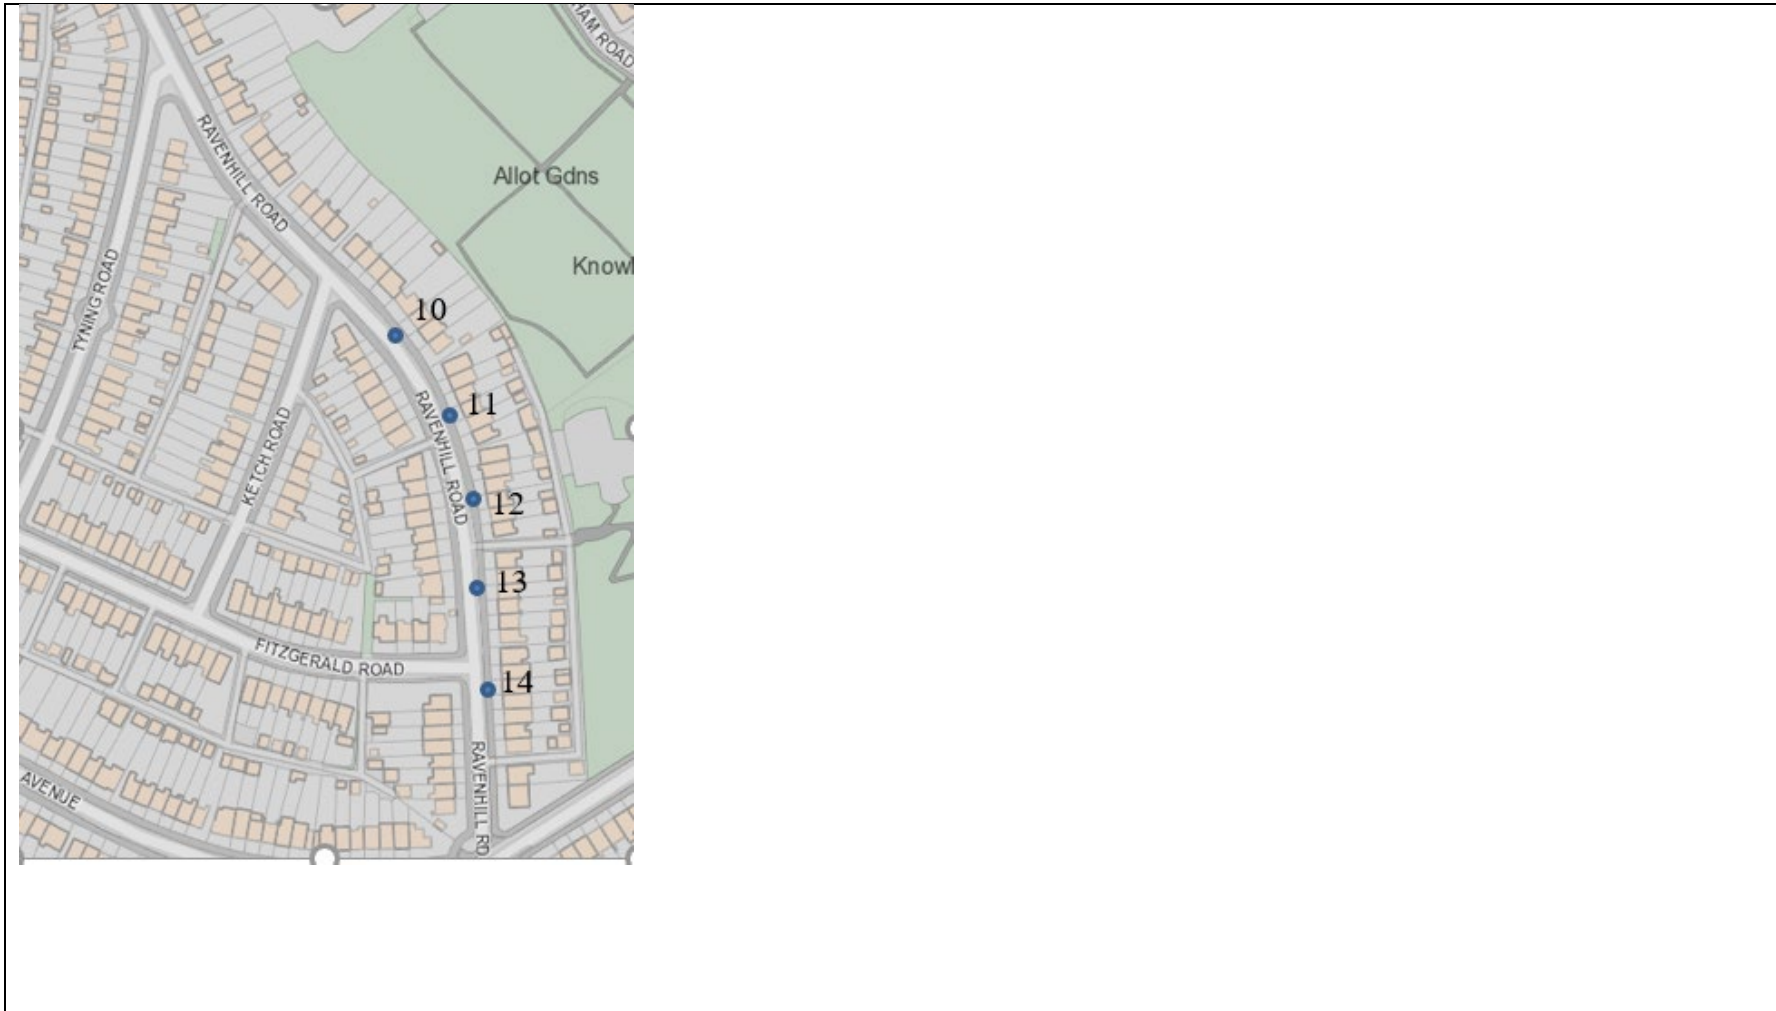 HAM ROAD
RAVENHILL ROAD
Allot Gdns
Knowl
TYNING ROAD
10
11
RAVENHILL ROAD
KETCH ROAD
12
13
FITZGERALD ROAD
14
RAVENHILL RD
AVENUE